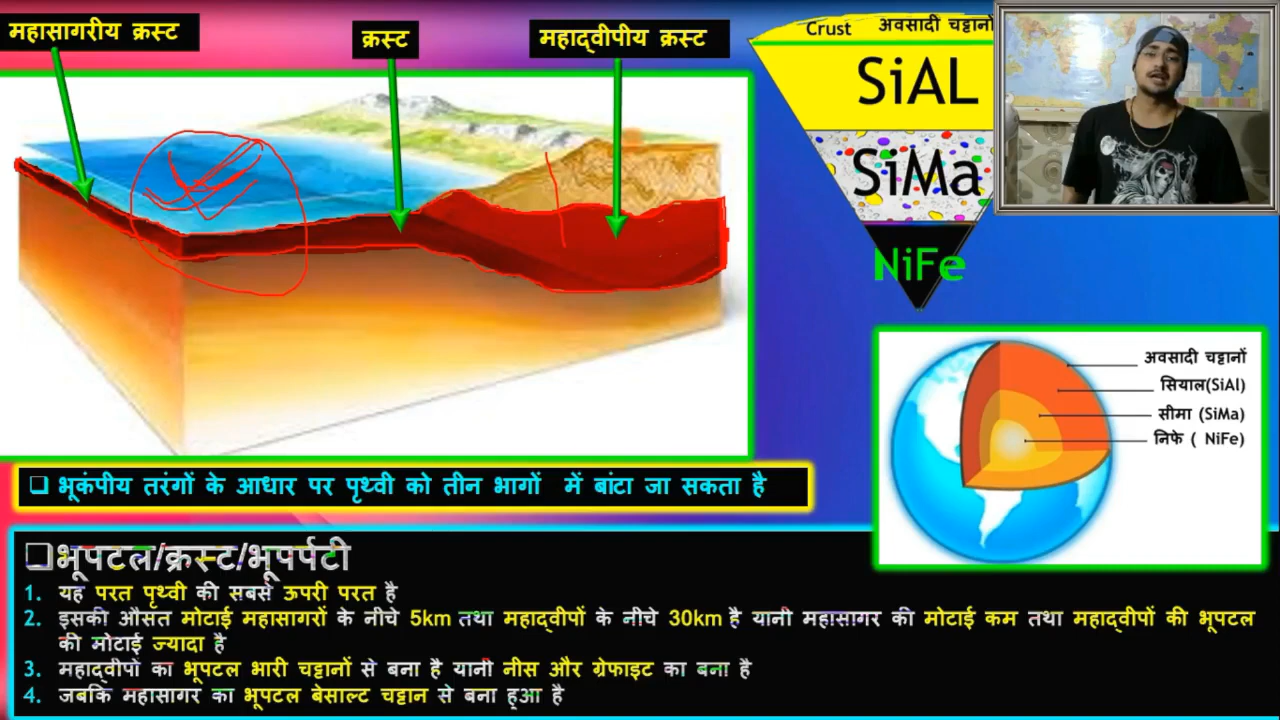 महासागरीय क्रस्ट
क्रस्ट
महाद्वीपीय क्रस्ट
Crust अवसादी चट्टानों
SiAL
SiMa
NiFe
अवसादी चट्टानों
सियाल(SiAl)
सीमा (SiMa)
निफे ( NiFe)
❑ भूकंपीय तरंगों के आधार पर पृथ्वी को तीन भागों में बांटा जा सकता है
❑भूपटल/क्रस्ट/भूपर्पटी
1. यह परत पृथ्वी की सबसे ऊपरी परत है
2. इसकी औसत मोटाई महासागरों के नीचे 5km तथा महाद्वीपों के नीचे 30km है यानी महासागर की मोटाई कम तथा महाद्वीपों की भूपटल
की मोटाई ज्यादा है
3. महाद्वीपों का भूपटल भारी चट्टानों से बना है यानी नीस और ग्रेफाइट का बना है
4. जबकि महासागर का भूपटल बेसाल्ट चट्टान से बना हुआ है